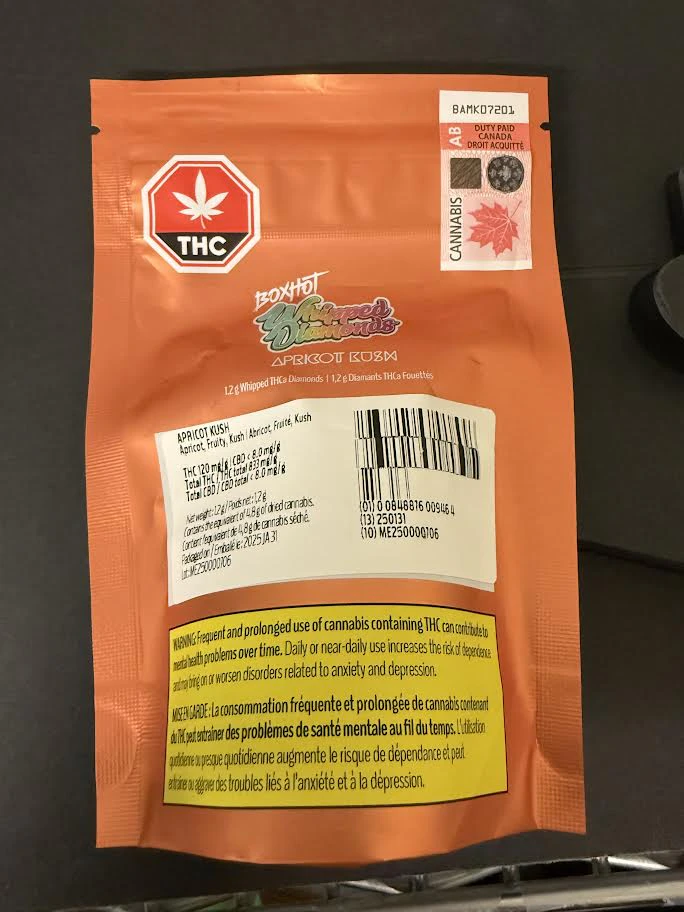 BAMK07201
AB
DUTY PAID
CANADA
DROIT ACQUITTÉ
CANNABIS
THC
BOXHOT
Whipped
Diamonds
APRICOT KUSH
1.2 g Whipped THCa Diamonds | 1,2 g Diamants THCa Fouettés
APRICOT KUSH
Apricot, Fruity, Kush | Abricot, Fruité, Kush
THC 120 mg/g | CBD < 8.0 mg/g
Total THC / THC total 833 mg/g
Total CBD / CBD total < 8.0 mg/g
Net weight: 1.2 g / Poids net: 1,2 g
Contains the equivalent of 4.8 g of dried cannabis.
Contient l'équivalent de 4,8 g de cannabis séché.
Packaged on / Emballé le: 2025 JA 31
Lot: ME250000106
(01) 0 0848816 00946 4
(13) 250131
(10) ME250000106
WARNING: Frequent and prolonged use of cannabis containing THC can contribute to
mental health problems over time. Daily or near-daily use increases the risk of dependence
and may bring on or worsen disorders related to anxiety and depression.
MISE EN GARDE : La consommation fréquente et prolongée de cannabis contenant
du THC peut entraîner des problèmes de santé mentale au fil du temps. L'utilisation
quotidienne ou presque quotidienne augmente le risque de dépendance et peut
entraîner ou aggraver des troubles liés à l'anxiété et à la dépression.